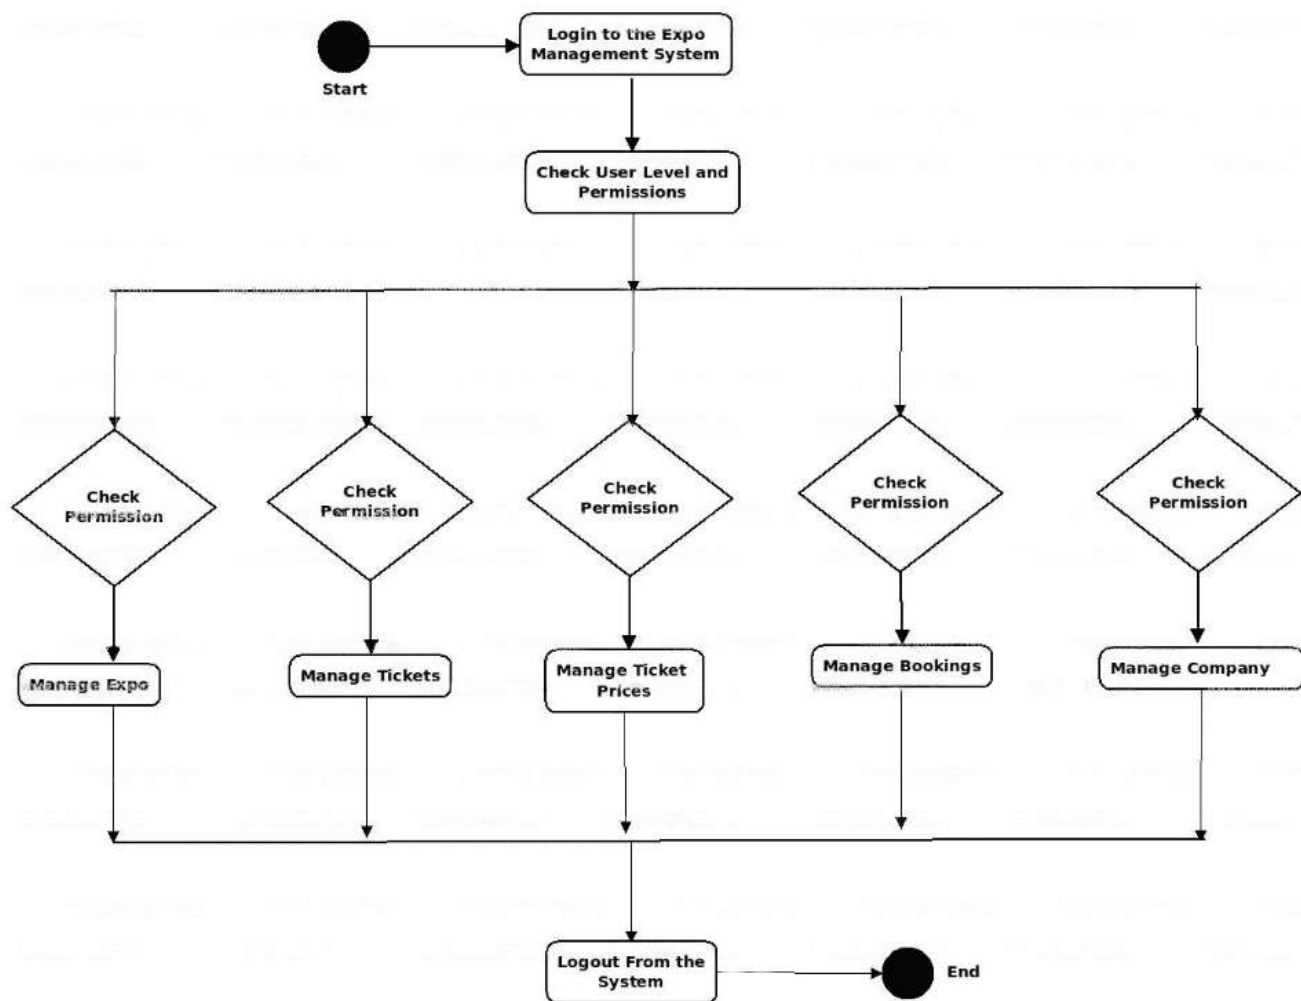 Login to the Expo
Management System
Start
Check User Level and
Permissions
Check
Permission
Check
Permission
Check
Permission
Check
Permission
Check
Permission
Manage Expo
Manage Tickets
Manage Ticket
Prices
Manage Bookings
Manage Company
Logout From the
System
End